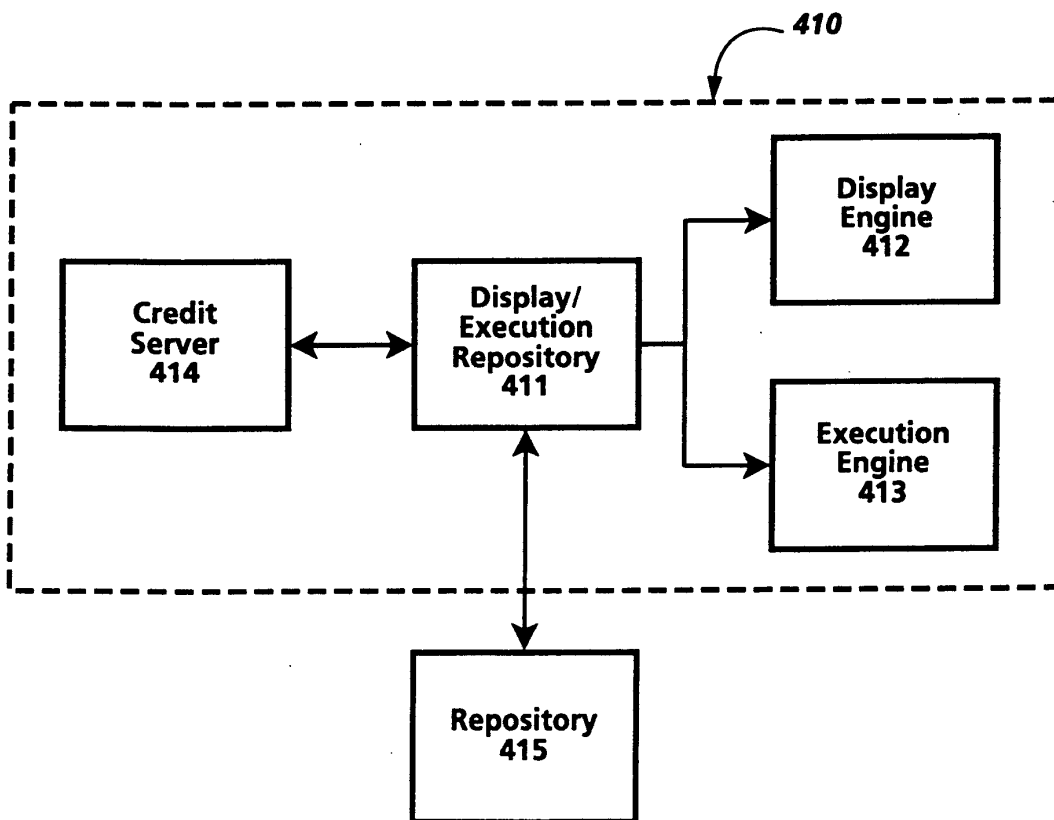 410
Display
Engine
412
Credit
Server
414
Display/
Execution
Repository
411
Execution
Engine
413
Repository
415